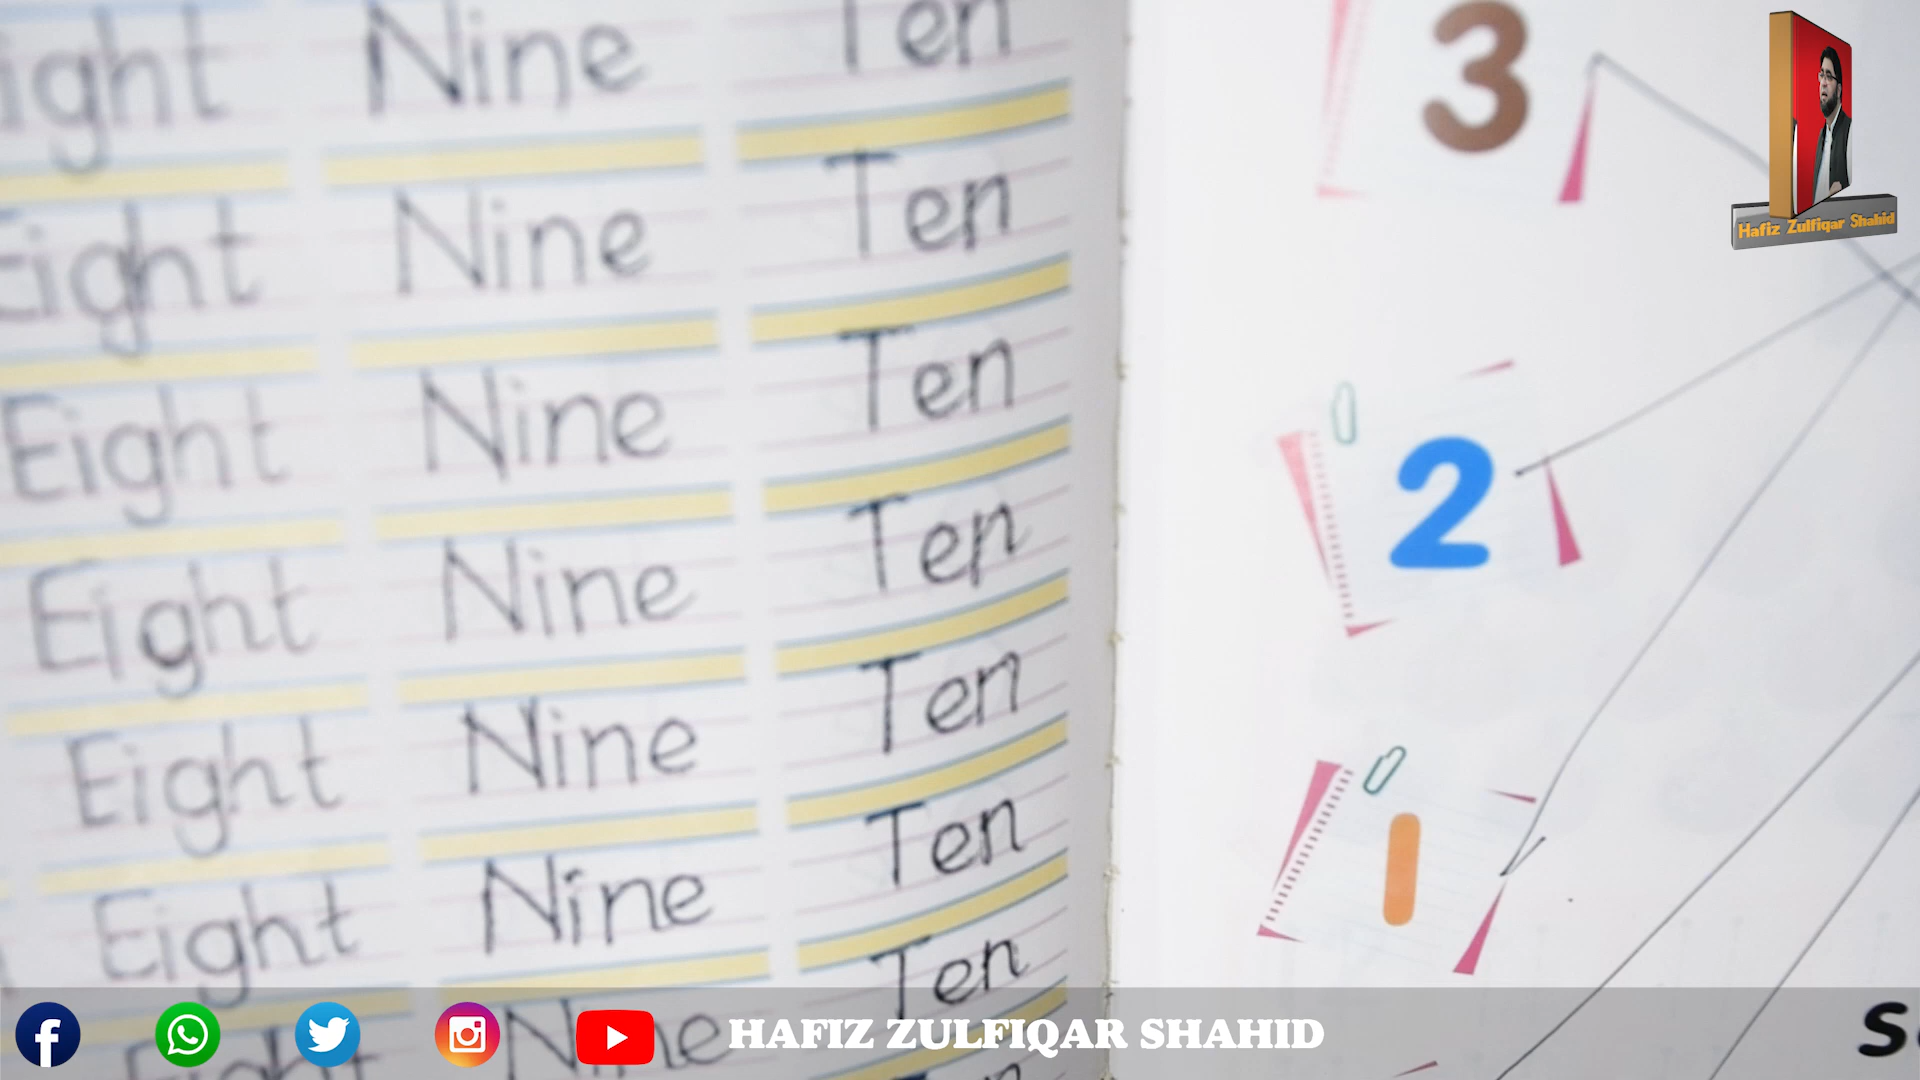 ight Nine Ten
Eight Nine Ten
Eight Nine Ten
Eight Nine Ten
Eight Nine Ten
Eight Nine Ten
Eight Nine Ten
3
2
1
Hafiz Zulfiqar Shahid
HAFIZ ZULFIQAR SHAHID